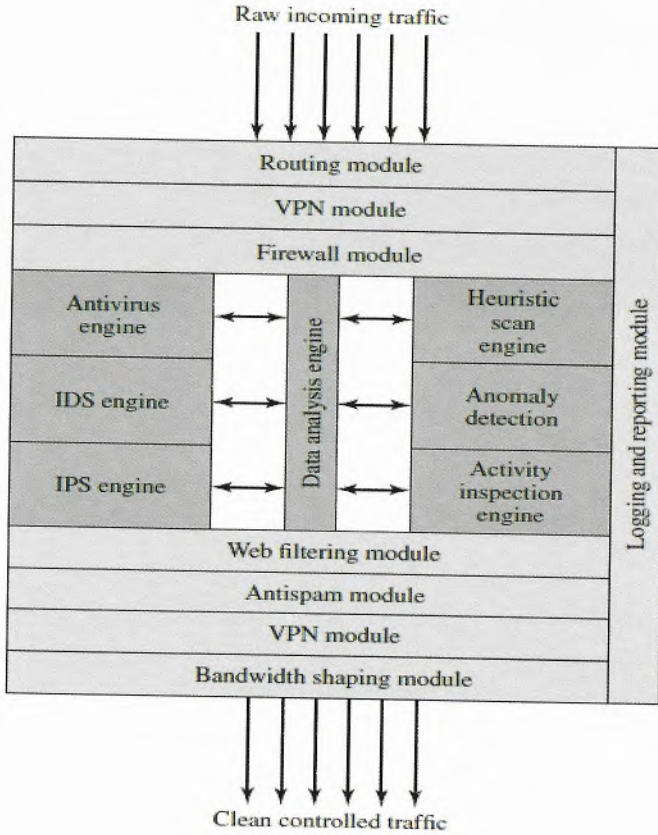 Raw incoming traffic
Routing module
VPN module
Firewall module
Antivirus
engine
IDS engine
IPS engine
Data analysis engine
Heuristic
scan
engine
Anomaly
detection
Activity
inspection
engine
Web filtering module
Antispam module
VPN module
Bandwidth shaping module
Logging and reporting module
Clean controlled traffic